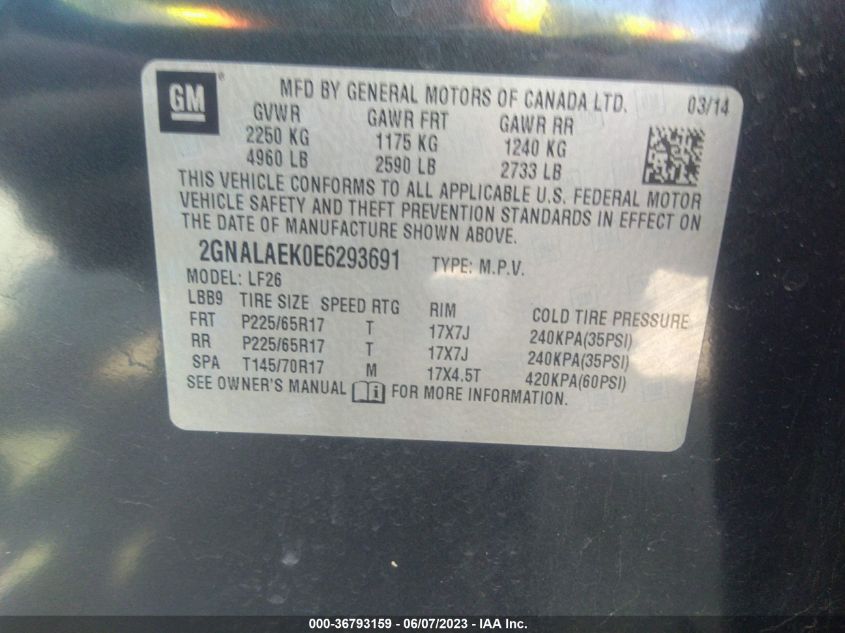 GM®
MFD BY GENERAL MOTORS OF CANADA LTD. 03/14
GVWR GAWR FRT GAWR RR
2250 KG 1175 KG 1240 KG
4960 LB 2590 LB 2733 LB
THIS VEHICLE CONFORMS TO ALL APPLICABLE U.S. FEDERAL MOTOR
VEHICLE SAFETY AND THEFT PREVENTION STANDARDS IN EFFECT ON
THE DATE OF MANUFACTURE SHOWN ABOVE.
2GNALAEK0E6293691 TYPE: M.P.V.
MODEL: LF26
LBB9 TIRE SIZE SPEED RTG RIM COLD TIRE PRESSURE
FRT P225/65R17 T 17X7J 240KPA(35PSI)
RR P225/65R17 T 17X7J 240KPA(35PSI)
SPA T145/70R17 M 17X4.5T 420KPA(60PSI)
SEE OWNER'S MANUAL FOR MORE INFORMATION.
000-36793159 - 06/07/2023 - IAA Inc.